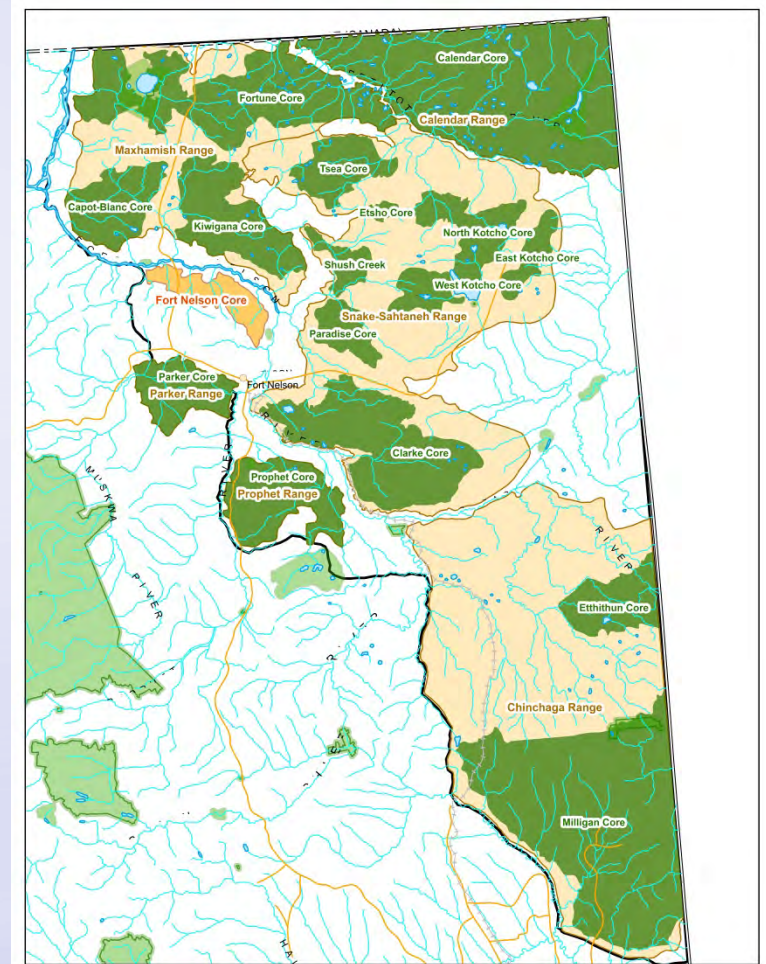 (CANADA)
Calendar Core
Fortune Core
Calendar Range
Maxhamish Range
Tsea Core
Capot-Blanc Core
Etsho Core
Kiwigana Core
North Kotcho Core
East Kotcho Core
Shush Creek
West Kotcho Core
Fort Nelson Core
Snake-Sahtaneh Range
Paradise Core
Parker Core
Fort Nelson
Parker Range
RIVER
Clarke Core
RIVER
MUSKWA
Prophet Core
Prophet Range
RIVER
RIVER
Etthithun Core
Chinchaga Range
Milligan Core